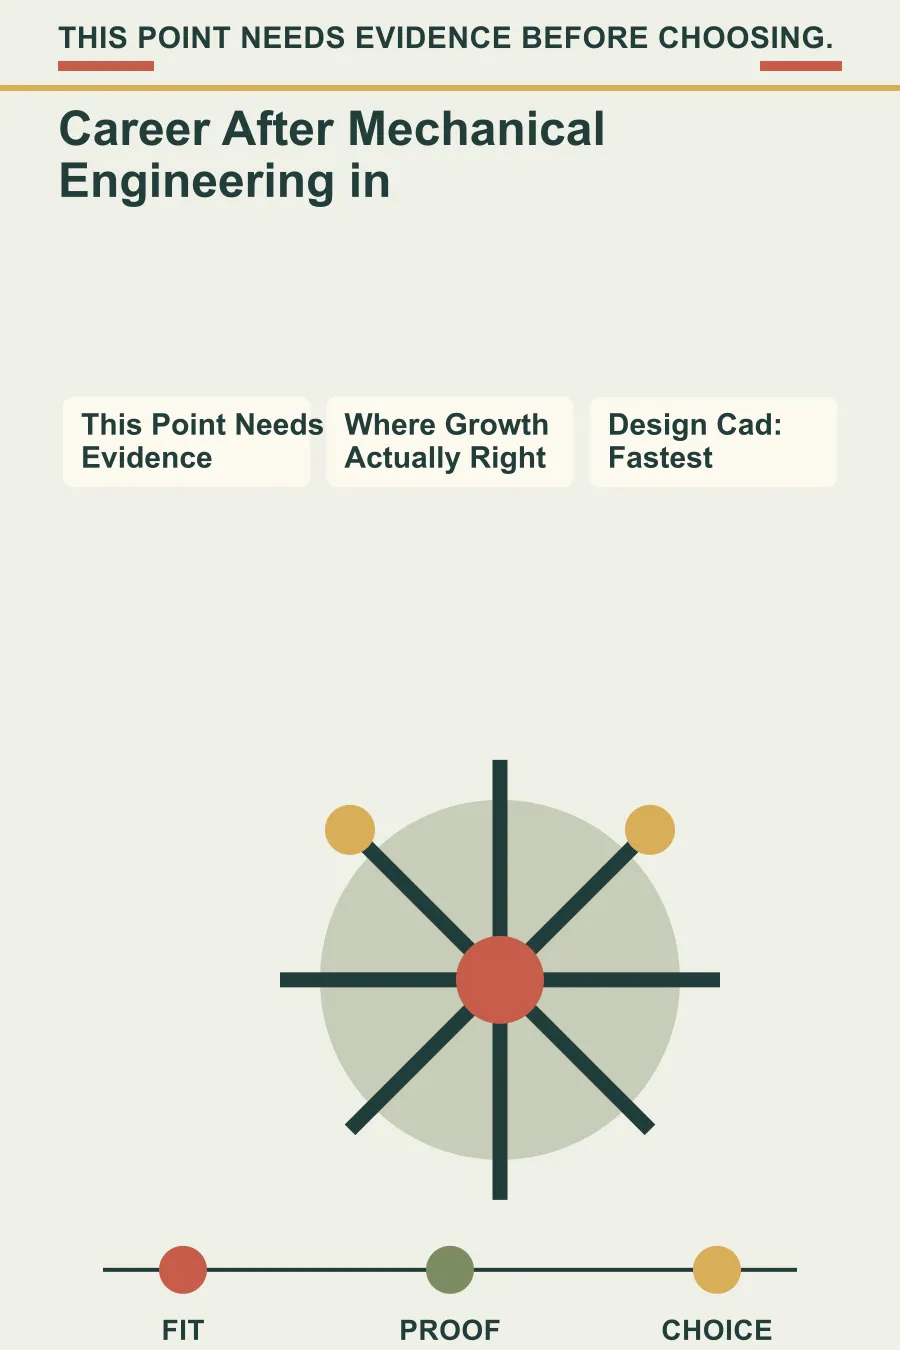 THIS POINT NEEDS EVIDENCE BEFORE CHOOSING.
Career After Mechanical
Engineering in
This Point Needs
Evidence
Where Growth
Actually Right
Design Cad:
Fastest
FIT
PROOF
CHOICE